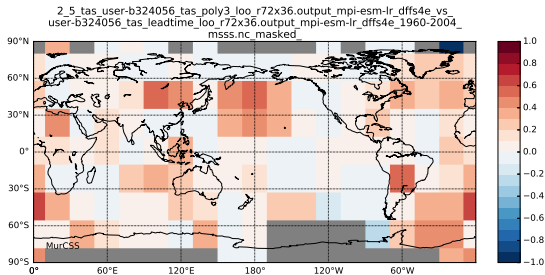 2_5_tas_user-b324056_tas_poly3_loo_r72x36.output_mpi-esm-lr_dffs4e_vs_
user-b324056_tas_leadtime_loo_r72x36.output_mpi-esm-lr_dffs4e_1960-2004_
msss.nc_masked_
90°N
60°N
30°N
0°
30°S
60°S
90°S
0°
60°E
120°E
180°
120°W
60°W
MurCSS
1.0
0.8
0.6
0.4
0.2
0.0
−0.2
−0.4
−0.6
−0.8
−1.0